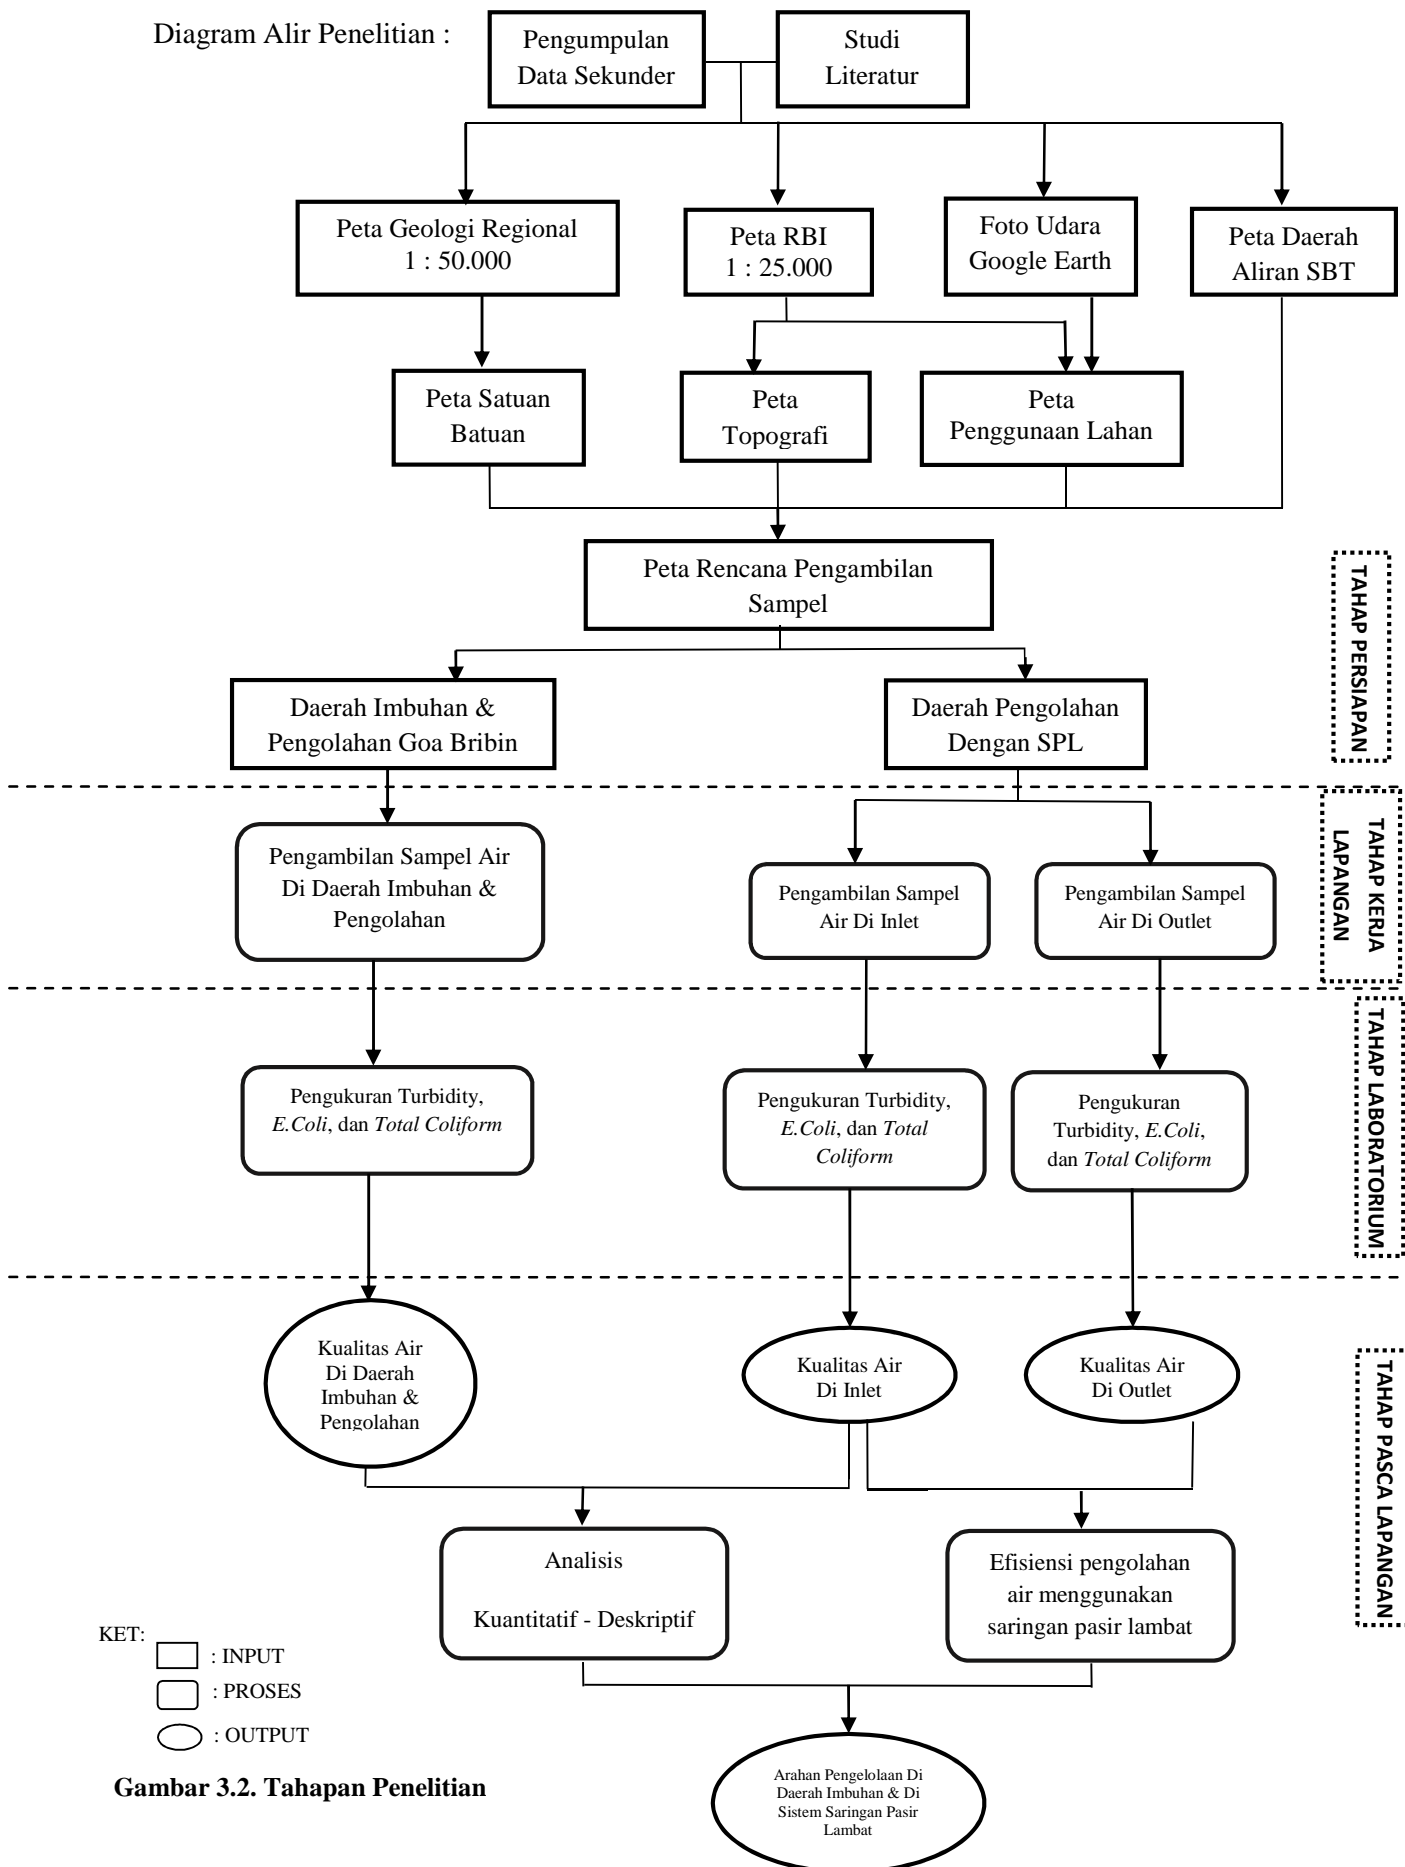 Diagram Alir Penelitian :
Pengumpulan
Data Sekunder
Studi
Literatur
Peta Geologi Regional
1 : 50.000
Peta RBI
1 : 25.000
Foto Udara
Google Earth
Peta Daerah
Aliran SBT
Peta Satuan
Batuan
Peta
Topografi
Peta
Penggunaan Lahan
Peta Rencana Pengambilan
Sampel
TAHAP PERSIAPAN
Daerah Imbuhan &
Pengolahan Goa Bribin
Daerah Pengolahan
Dengan SPL
TAHAP KERJA
LAPANGAN
Pengambilan Sampel Air
Di Daerah Imbuhan &
Pengolahan
Pengambilan Sampel
Air Di Inlet
Pengambilan Sampel
Air Di Outlet
TAHAP LABORATORIUM
Pengukuran Turbidity,
E.Coli, dan Total Coliform
Pengukuran Turbidity,
E.Coli, dan Total
Coliform
Pengukuran
Turbidity, E.Coli,
dan Total Coliform
Kualitas Air
Di Daerah
Imbuhan &
Pengolahan
Kualitas Air
Di Inlet
Kualitas Air
Di Outlet
TAHAP PASCA LAPANGAN
Analisis
Kuantitatif - Deskriptif
Efisiensi pengolahan
air menggunakan
saringan pasir lambat
KET:
: INPUT
: PROSES
: OUTPUT
Arahan Pengelolaan Di
Daerah Imbuhan & Di
Sistem Saringan Pasir
Lambat
Gambar 3.2. Tahapan Penelitian